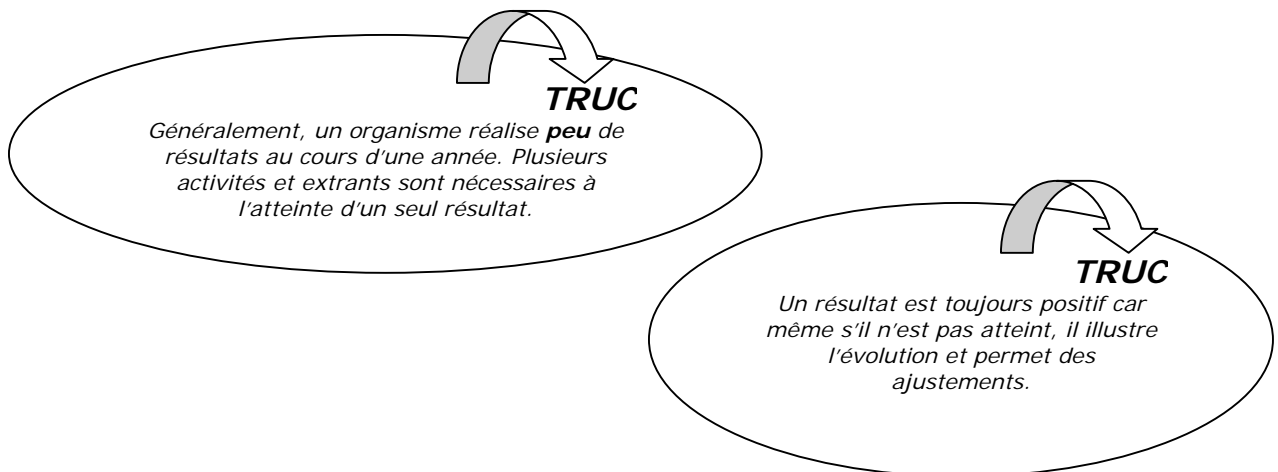 TRUC
Généralement, un organisme réalise peu de
résultats au cours d'une année. Plusieurs
activités et extrants sont nécessaires à
l'atteinte d'un seul résultat.
TRUC
Un résultat est toujours positif car
même s'il n'est pas atteint, il illustre
l'évolution et permet des
ajustements.